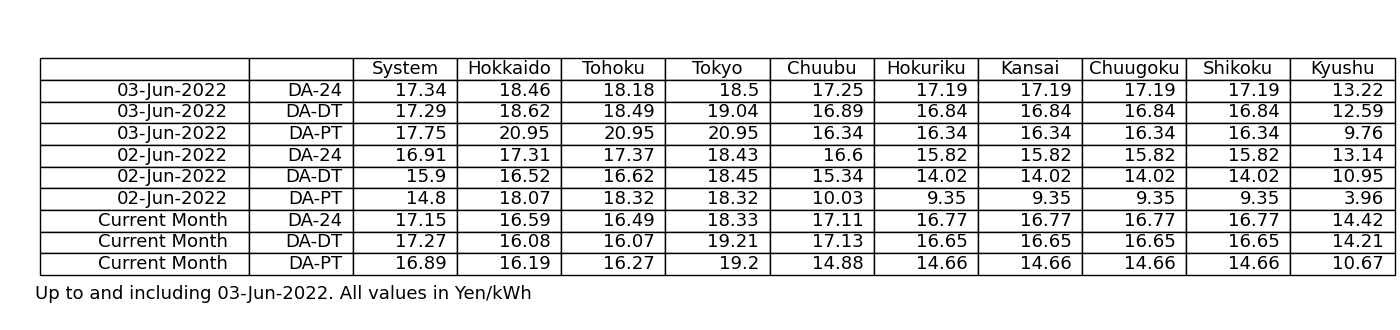 System Hokkaido Tohoku Tokyo Chuubu Hokuriku Kansai Chuugoku Shikoku Kyushu
03-Jun-2022 DA-24 17.34 18.46 18.18 18.5 17.25 17.19 17.19 17.19 17.19 13.22
03-Jun-2022 DA-DT 17.29 18.62 18.49 19.04 16.89 16.84 16.84 16.84 16.84 12.59
03-Jun-2022 DA-PT 17.75 20.95 20.95 20.95 16.34 16.34 16.34 16.34 16.34 9.76
02-Jun-2022 DA-24 16.91 17.31 17.37 18.43 16.6 15.82 15.82 15.82 15.82 13.14
02-Jun-2022 DA-DT 15.9 16.52 16.62 18.45 15.34 14.02 14.02 14.02 14.02 10.95
02-Jun-2022 DA-PT 14.8 18.07 18.32 18.32 10.03 9.35 9.35 9.35 9.35 3.96
Current Month DA-24 17.15 16.59 16.49 18.33 17.11 16.77 16.77 16.77 16.77 14.42
Current Month DA-DT 17.27 16.08 16.07 19.21 17.13 16.65 16.65 16.65 16.65 14.21
Current Month DA-PT 16.89 16.19 16.27 19.2 14.88 14.66 14.66 14.66 14.66 10.67
Up to and including 03-Jun-2022. All values in Yen/kWh